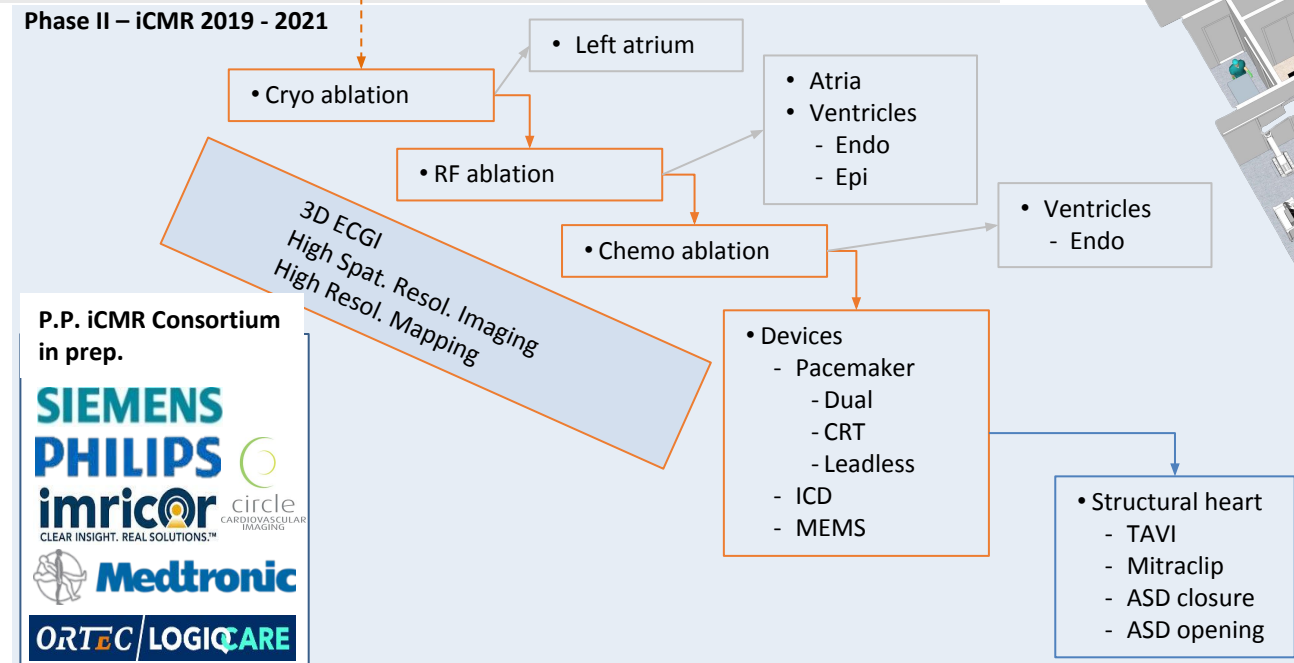 Phase II – iCMR 2019 - 2021
• Left atrium
• Cryo ablation
• Atria
• Ventricles
- Endo
- Epi
• RF ablation
• Ventricles
- Endo
• Chemo ablation
3D ECGI
High Spat. Resol. Imaging
High Resol. Mapping
• Devices
- Pacemaker
- Dual
- CRT
- Leadless
- ICD
- MEMS
• Structural heart
- TAVI
- Mitraclip
- ASD closure
- ASD opening
P.P. iCMR Consortium
in prep.
SIEMENS
PHILIPS
imricor
CLEAR INSIGHT. REAL SOLUTIONS.™
circle
CARDIOVASCULAR
IMAGING
Medtronic
ORTEC LOGIQCARE